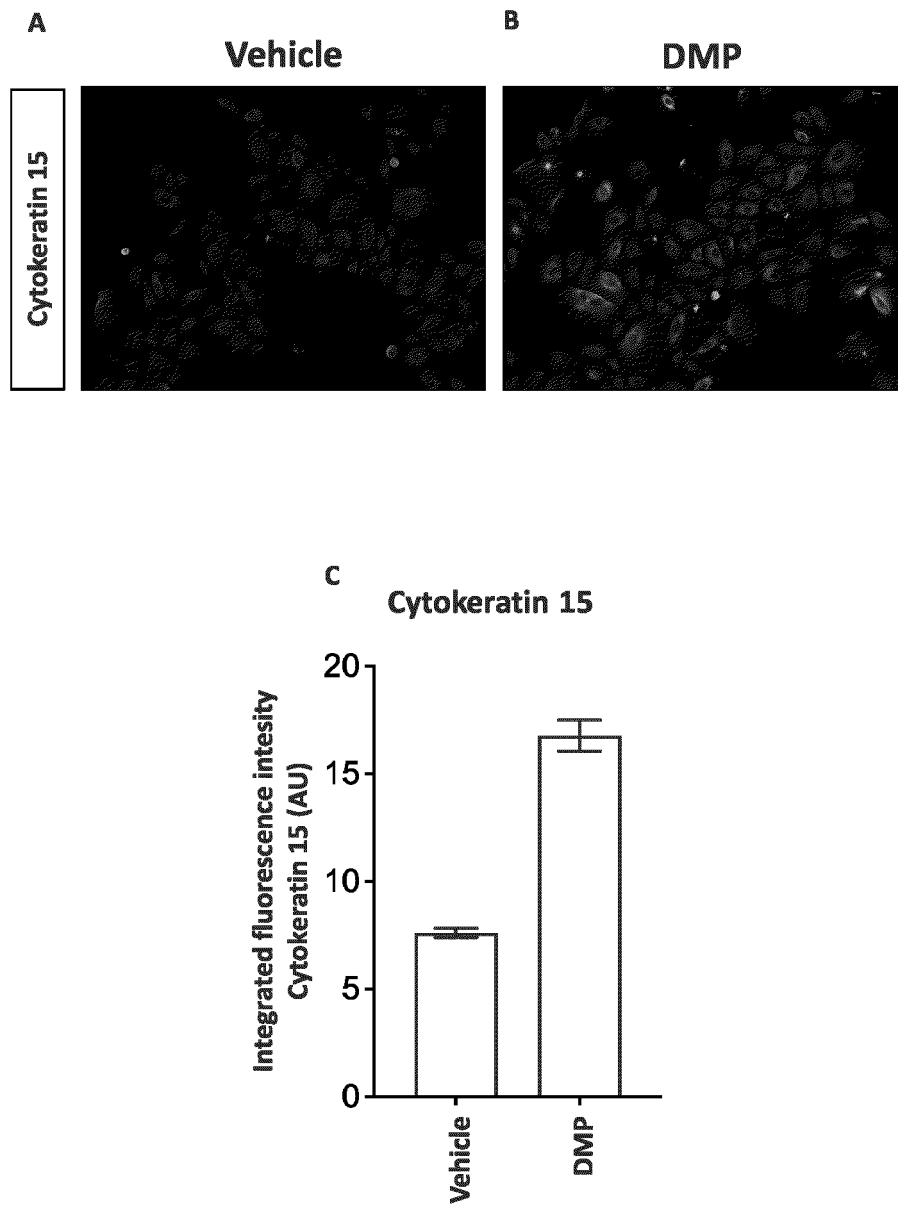 A
B
Vehicle
DMP
Cytokeratin 15
C
Cytokeratin 15
Integrated fluorescence intesity
Cytokeratin 15 (AU)
20
15
10
5
0
Vehicle
DMP